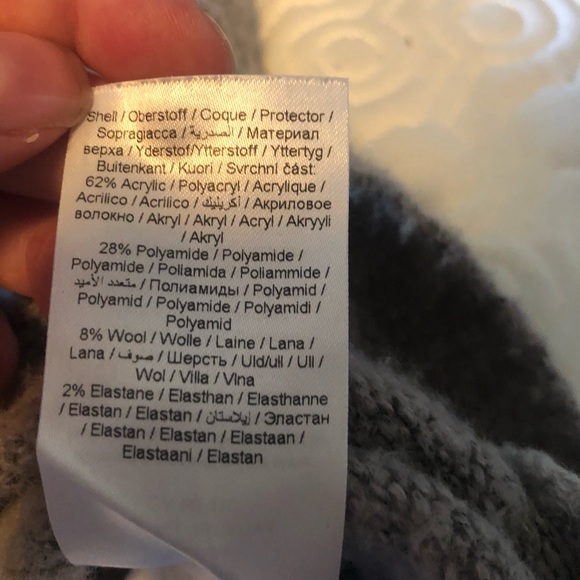 Shell / Oberstoff / Coque / Protector /
Sopragiacca / الصدرية / Материал
верха / Yderstof/Ytterstoff / Yttertyg /
Buitenkant / Kuori / Svrchní část:
62% Acrylic / Polyacryl / Acrylique /
Acrilico / Acrilico / أكريليك / Акриловое
волокно / Akryl / Akryl / Acryl / Akryyli
/ Akryl
28% Polyamide / Polyamide /
Polyamide / Poliamida / Poliammide /
متعدد الأميد / Полиамиды / Polyamid /
Polyamid / Polyamide / Polyamidi /
Polyamid
8% Wool / Wolle / Laine / Lana /
Lana / صوف / Шерсть / Uld/ull / Ull /
Wol / Villa / Vlna
2% Elastane / Elasthan / Elasthanne
/ Elastan / Elastan / إيلاستان / Эластан
/ Elastan / Elastan / Elastaan /
Elastaani / Elastan